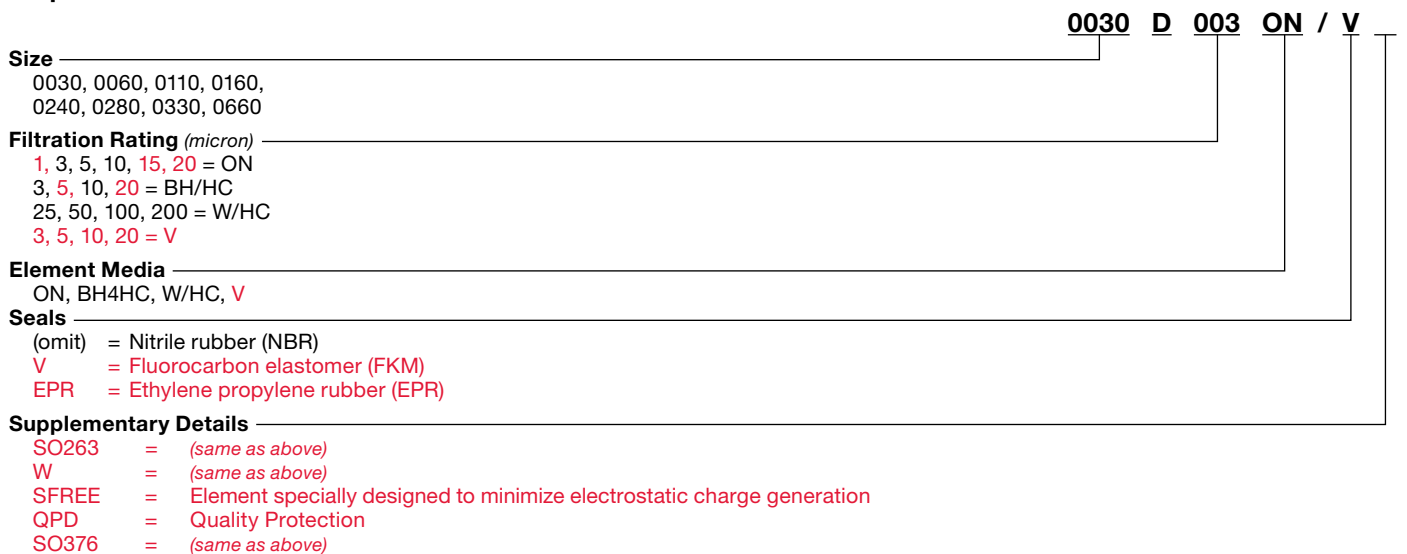 0030 D 003 ON / V
Size
0030, 0060, 0110, 0160,
0240, 0280, 0330, 0660
Filtration Rating (micron)
1, 3, 5, 10, 15, 20 = ON
3, 5, 10, 20 = BH/HC
25, 50, 100, 200 = W/HC
3, 5, 10, 20 = V
Element Media
ON, BH4HC, W/HC, V
Seals
(omit) = Nitrile rubber (NBR)
V = Fluorocarbon elastomer (FKM)
EPR = Ethylene propylene rubber (EPR)
Supplementary Details
SO263 = (same as above)
W = (same as above)
SFREE = Element specially designed to minimize electrostatic charge generation
QPD = Quality Protection
SO376 = (same as above)